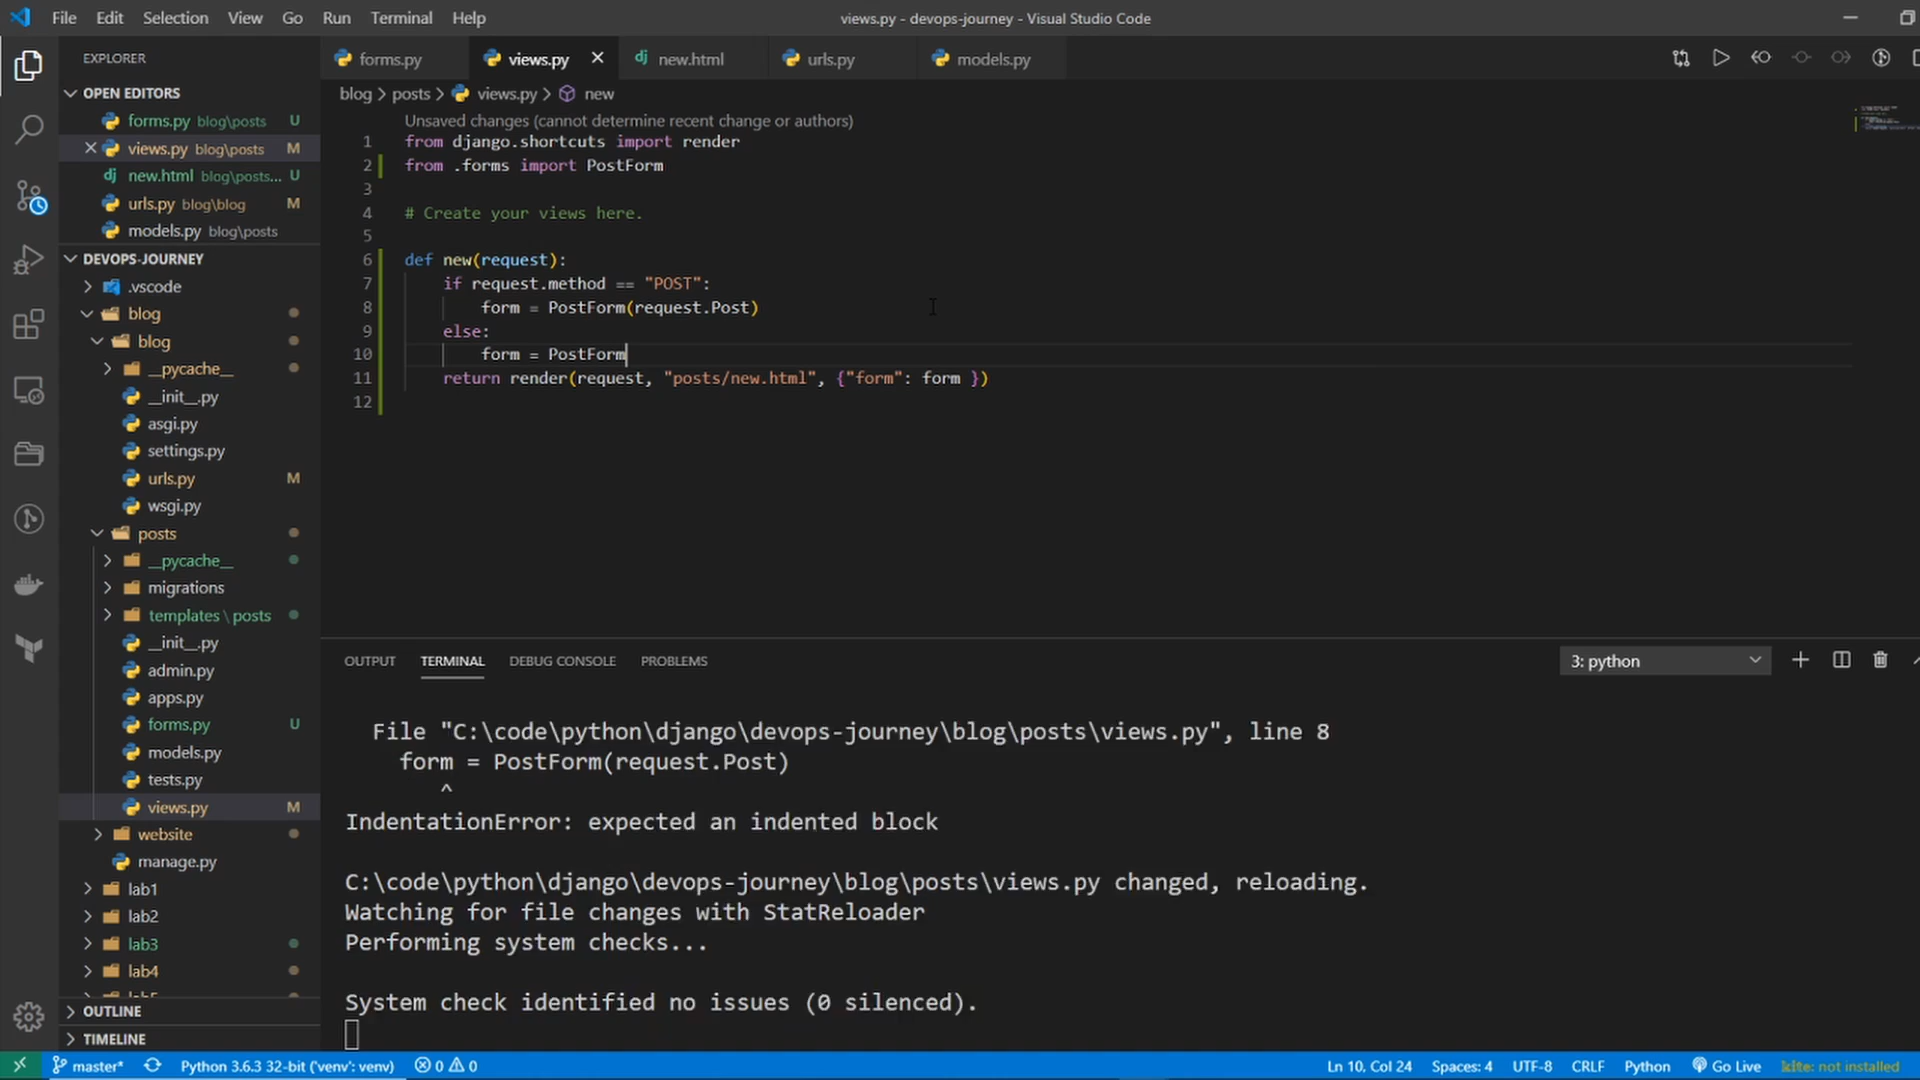 File Edit Selection View Go Run Terminal Help
views.py - devops-journey - Visual Studio Code
EXPLORER
OPEN EDITORS
forms.py blog\posts U
views.py blog\posts M
new.html blog\posts... U
urls.py blog\blog M
models.py blog\posts
DEVOPS-JOURNEY
.vscode
blog
blog
__pycache__
__init__.py
asgi.py
settings.py
urls.py M
wsgi.py
posts
__pycache__
migrations
templates \ posts
__init__.py
admin.py
apps.py
forms.py U
models.py
tests.py
views.py M
website
manage.py
lab1
lab2
lab3
lab4
OUTLINE
TIMELINE
forms.py views.py new.html urls.py models.py
blog > posts > views.py > new
Unsaved changes (cannot determine recent change or authors)
1 from django.shortcuts import render
2 from .forms import PostForm
3
4 # Create your views here.
5
6 def new(request):
7 if request.method == "POST":
8 form = PostForm(request.Post)
9 else:
10 form = PostForm
11 return render(request, "posts/new.html", {"form": form })
12
OUTPUT TERMINAL DEBUG CONSOLE PROBLEMS
3: python
File "C:\code\python\django\devops-journey\blog\posts\views.py", line 8
form = PostForm(request.Post)
^
IndentationError: expected an indented block
C:\code\python\django\devops-journey\blog\posts\views.py changed, reloading.
Watching for file changes with StatReloader
Performing system checks...
System check identified no issues (0 silenced).
master* Python 3.6.3 32-bit ('venv': venv) 0 0
Ln 10, Col 24 Spaces: 4 UTF-8 CRLF Python Go Live kite: not installed